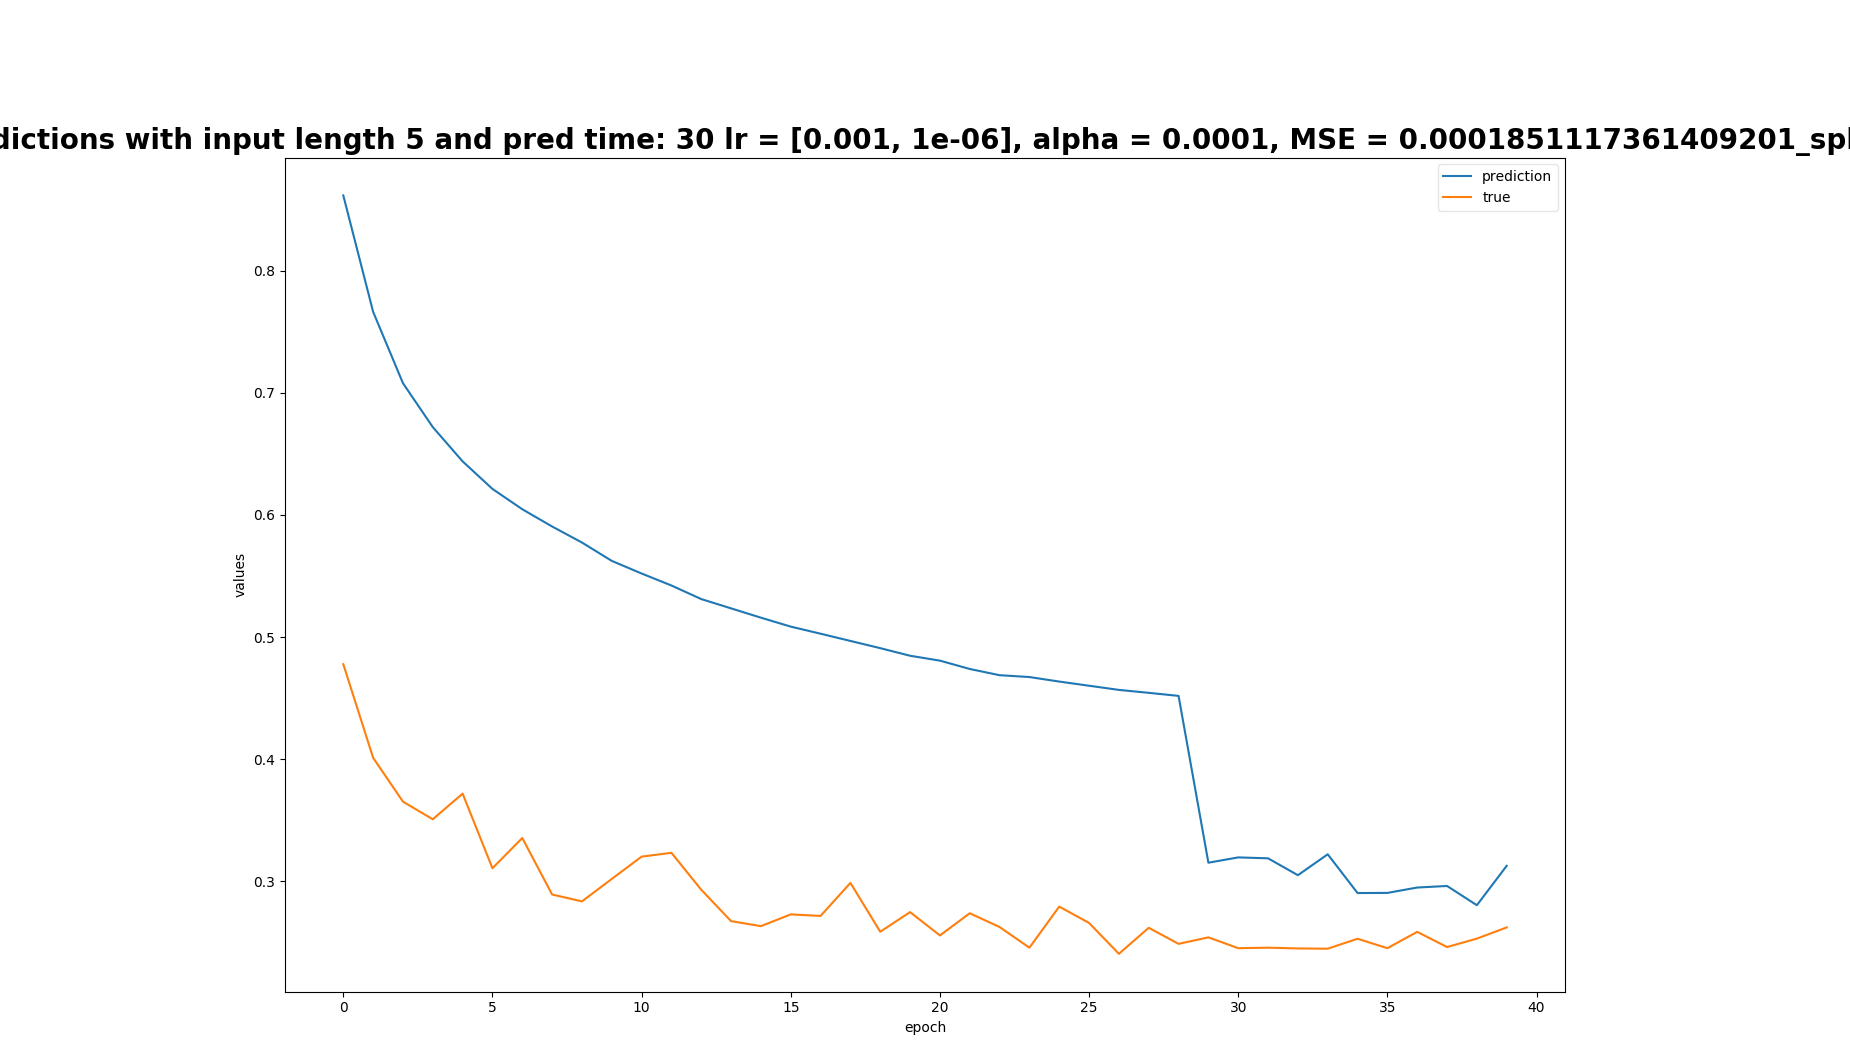 dictions with input length 5 and pred time: 30 lr = [0.001, 1e-06], alpha = 0.0001, MSE = 0.0001851117361409201_spl
prediction
true
0.8
0.7
0.6
0.5
0.4
0.3
values
0 5 10 15 20 25 30 35 40
epoch